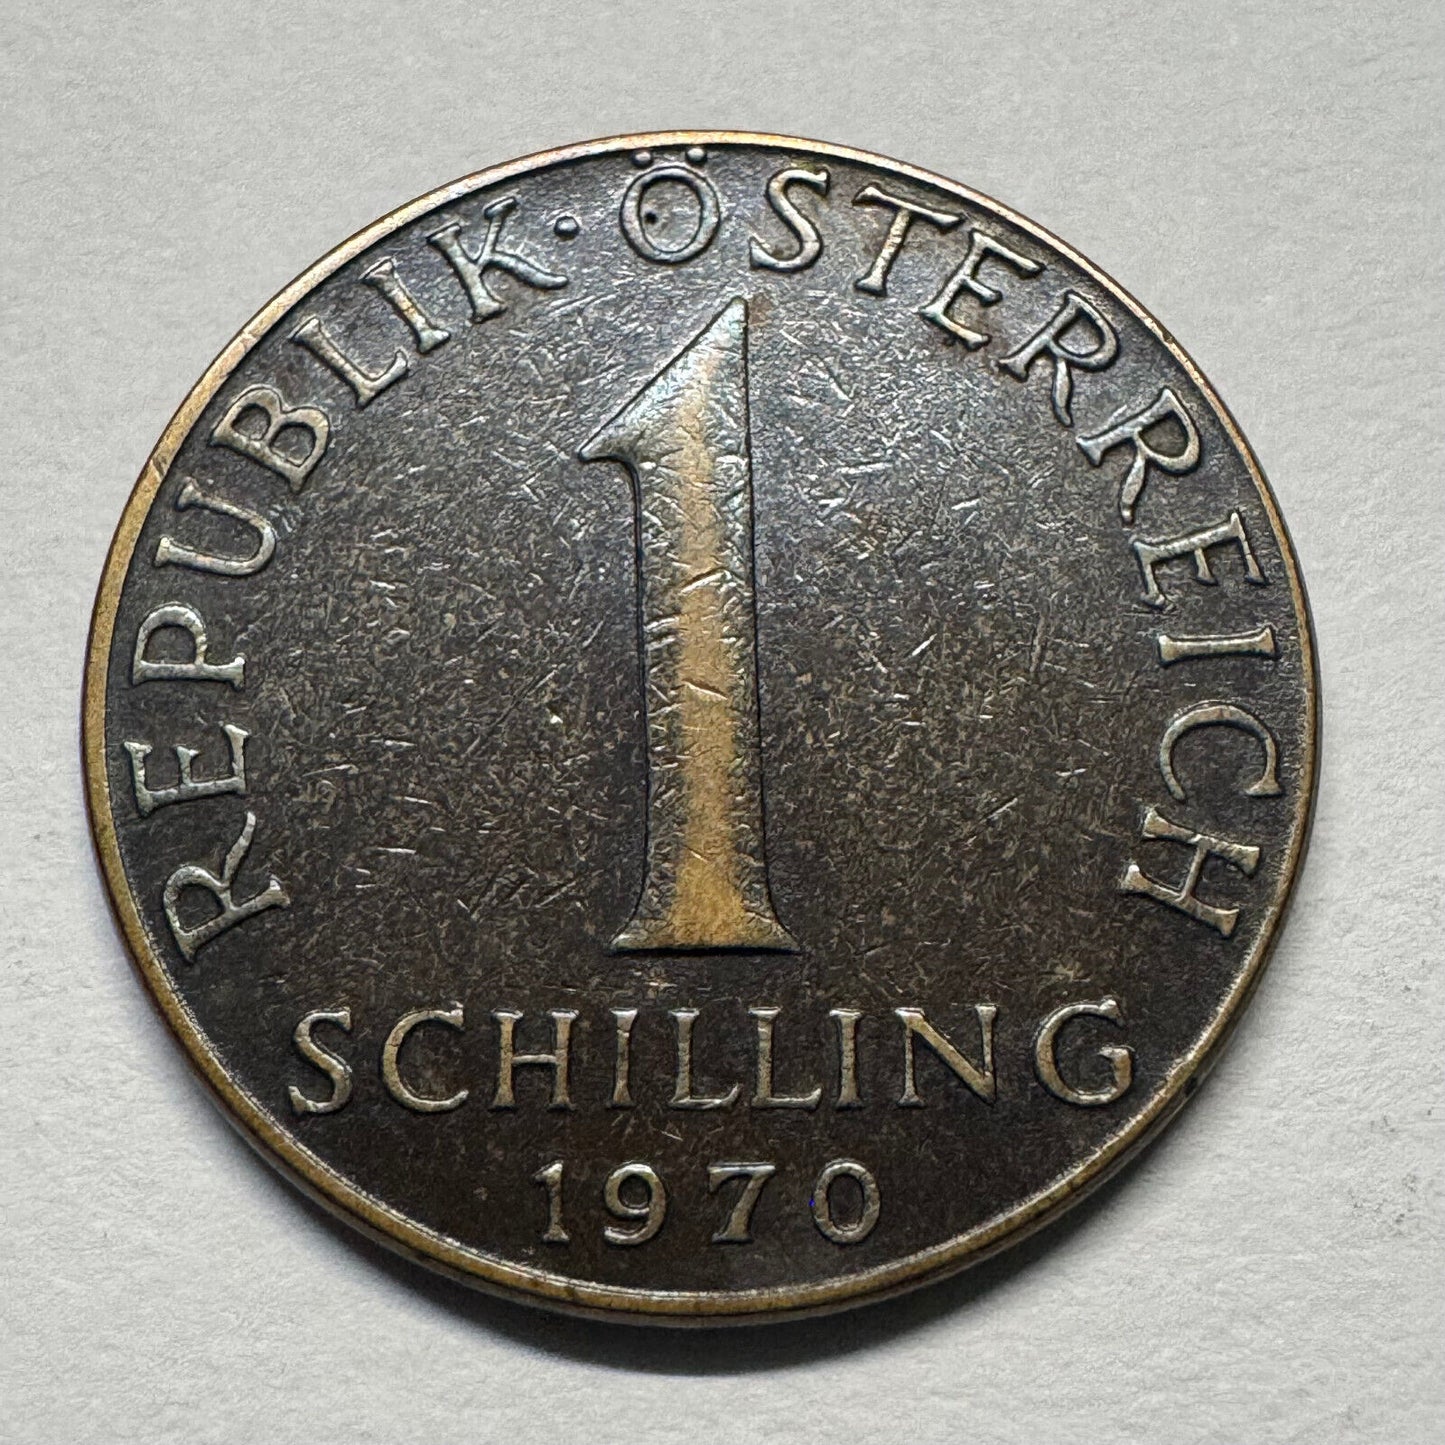 REPUBLIK · ÖSTERREICH
1
SCHILLING
1970